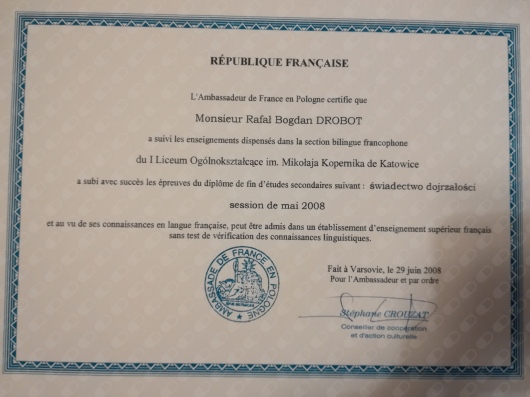 RÉPUBLIQUE FRANÇAISE
L'Ambassadeur de France en Pologne certifie que
Monsieur Rafał Bogdan DROBOT
a suivi les enseignements dispensés dans la section bilingue francophone
du I Liceum Ogólnokształcące im. Mikołaja Kopernika de Katowice
a subi avec succès les épreuves du diplôme de fin d'études secondaires suivant : świadectwo dojrzałości
session de mai 2008
et au vu de ses connaissances en langue française, peut être admis dans un établissement d'enseignement supérieur français
sans test de vérification des connaissances linguistiques.
AMBASSADE DE FRANCE EN POLOGNE
Fait à Varsovie, le 29 juin 2008
Pour l'Ambassadeur et par ordre
Stéphane CROUZAT
Conseiller de coopération
et d'action culturelle